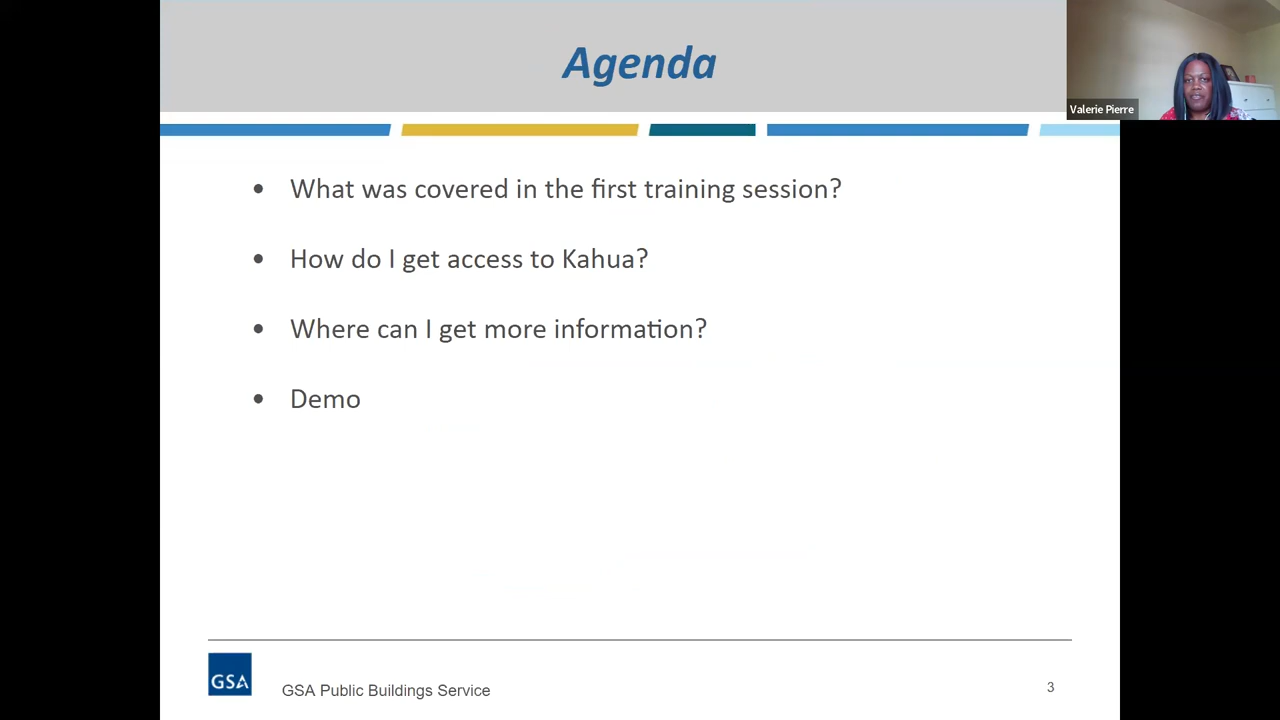 Agenda
Valerie Pierre
• What was covered in the first training session?
• How do I get access to Kahua?
• Where can I get more information?
• Demo
GSA
GSA Public Buildings Service
3